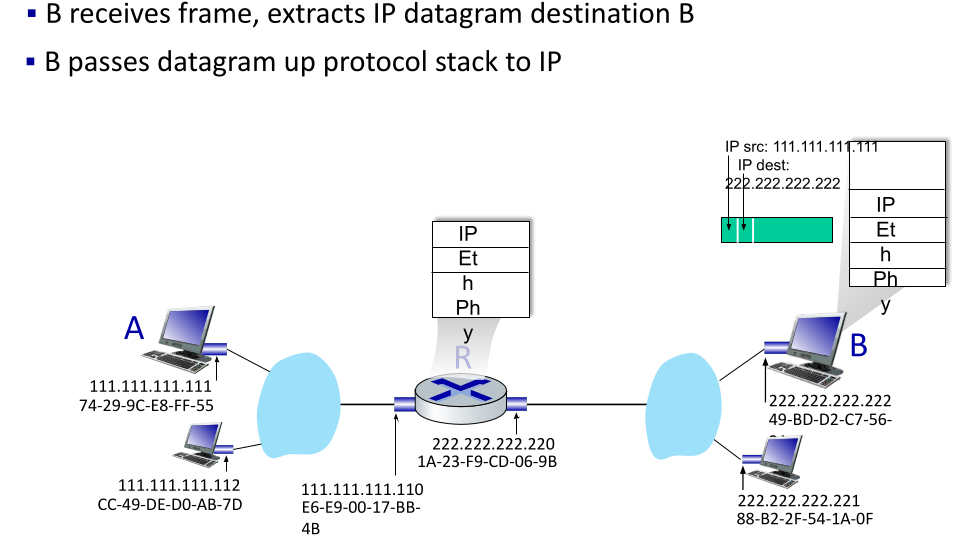 ▪ B receives frame, extracts IP datagram destination B
▪ B passes datagram up protocol stack to IP
IP src: 111.111.111.111
IP dest:
222.222.222.222
IP
Et
h
Ph
y
IP
Et
h
Ph
y
A
R
B
111.111.111.111
74-29-9C-E8-FF-55
222.222.222.222
49-BD-D2-C7-56-
222.222.222.220
1A-23-F9-CD-06-9B
111.111.111.112
CC-49-DE-D0-AB-7D
111.111.111.110
E6-E9-00-17-BB-
4B
222.222.222.221
88-B2-2F-54-1A-0F